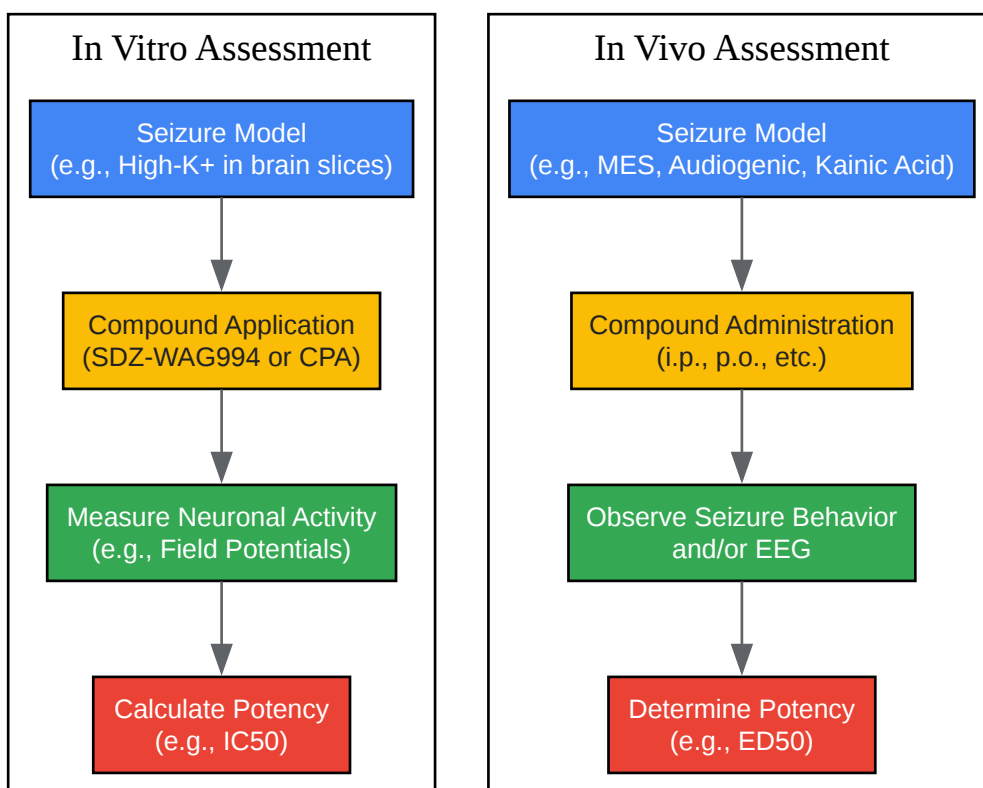 In Vitro Assessment
Seizure Model
(e.g., High-K+ in brain slices)
Compound Application
(SDZ-WAG994 or CPA)
Measure Neuronal Activity
(e.g., Field Potentials)
Calculate Potency
(e.g., IC50)
In Vivo Assessment
Seizure Model
(e.g., MES, Audiogenic, Kainic Acid)
Compound Administration
(i.p., p.o., etc.)
Observe Seizure Behavior
and/or EEG
Determine Potency
(e.g., ED50)